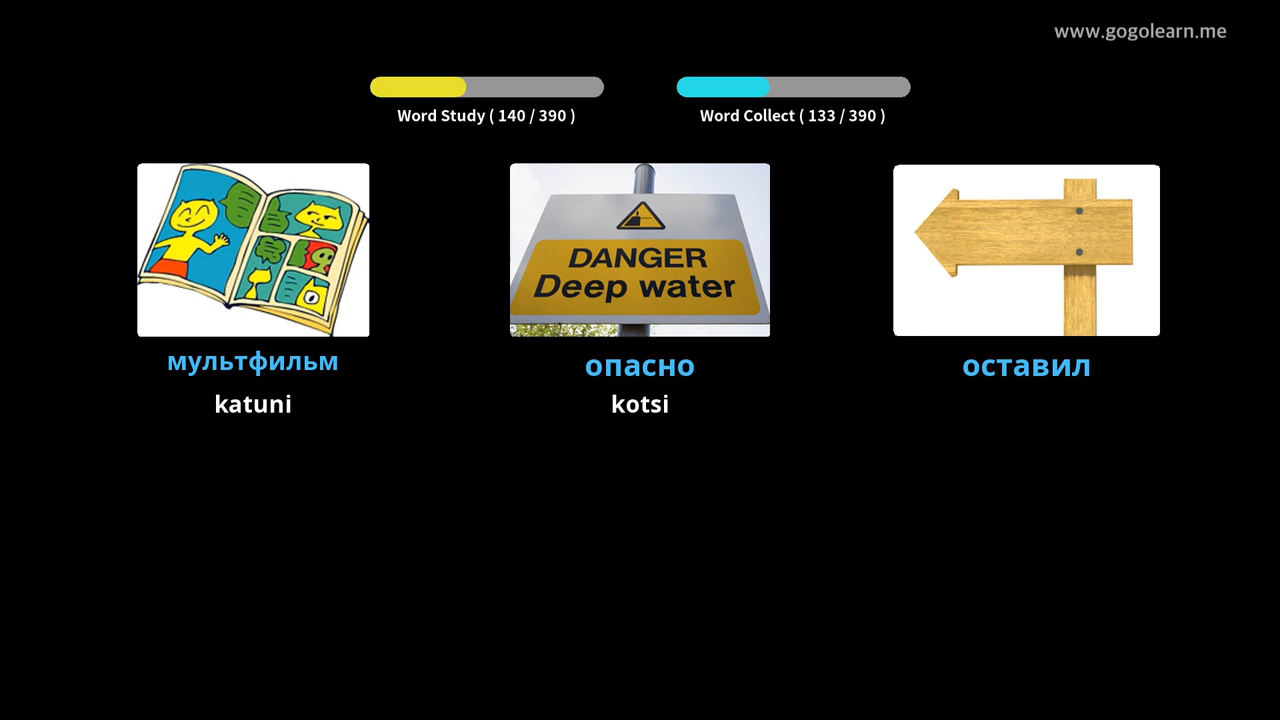 www.gogolearn.me
Word Study ( 140 / 390 )
Word Collect ( 133 / 390 )
DANGER
Deep water
мультфильм
опасно
оставил
katuni
kotsi